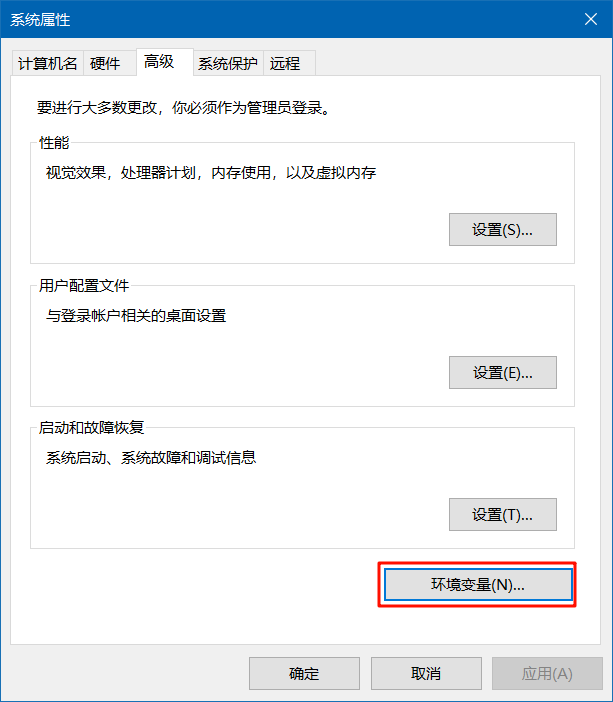 系统属性
计算机名 硬件 高级 系统保护 远程
要进行大多数更改，你必须作为管理员登录。
性能
视觉效果，处理器计划，内存使用，以及虚拟内存
设置(S)...
用户配置文件
与登录帐户相关的桌面设置
设置(E)...
启动和故障恢复
系统启动、系统故障和调试信息
设置(T)...
环境变量(N)...
确定 取消 应用(A)